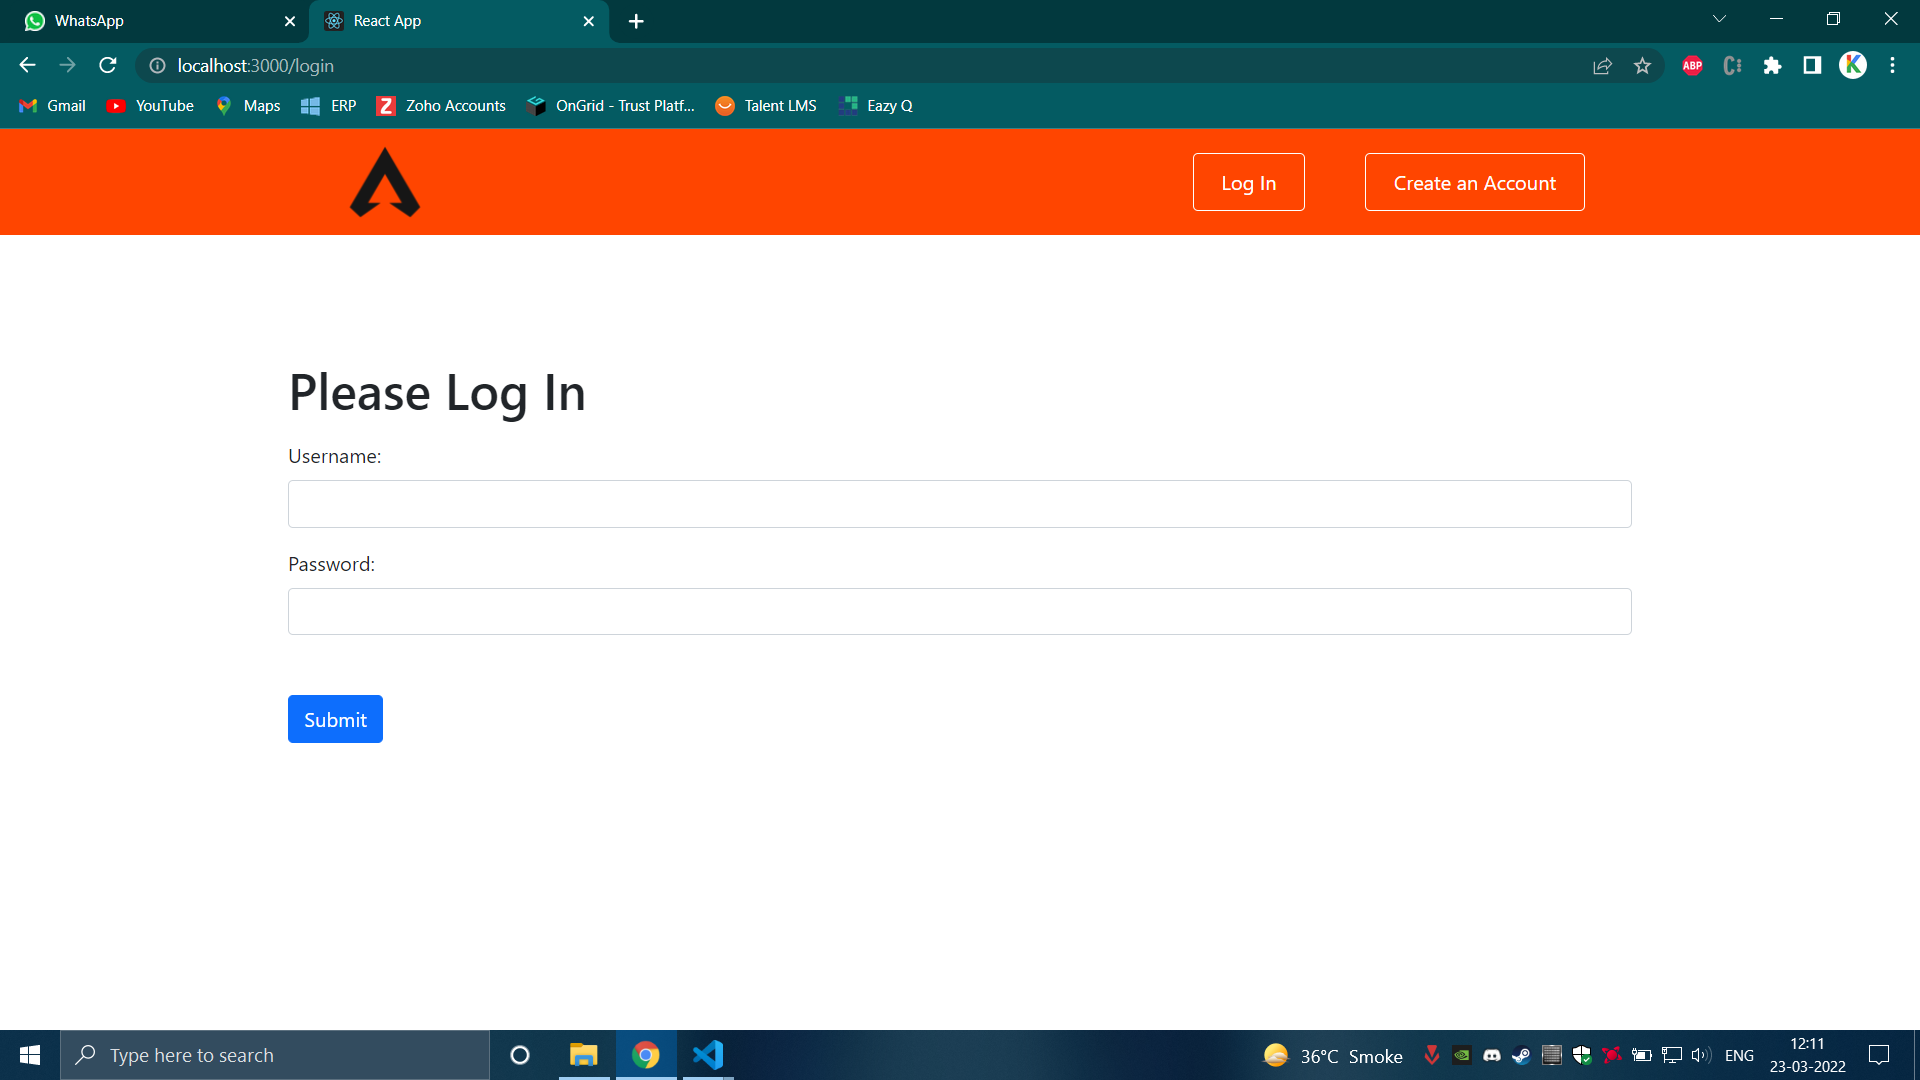 WhatsApp
React App
localhost:3000/login
ABP
K
Gmail
YouTube
Maps
ERP
Zoho Accounts
OnGrid - Trust Platf...
Talent LMS
Eazy Q
Log In
Create an Account
Please Log In
Username:
Password:
Submit
Type here to search
36°C Smoke
ENG
12:11
23-03-2022